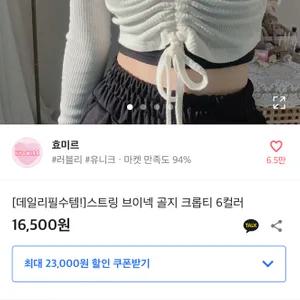 효미르
#러블리 #유니크 · 마켓 만족도 94%
6.5만
[데일리필수템!]스트링 브이넥 골지 크롭티 6컬러
16,500원
TALK
최대 23,000원 할인 쿠폰받기